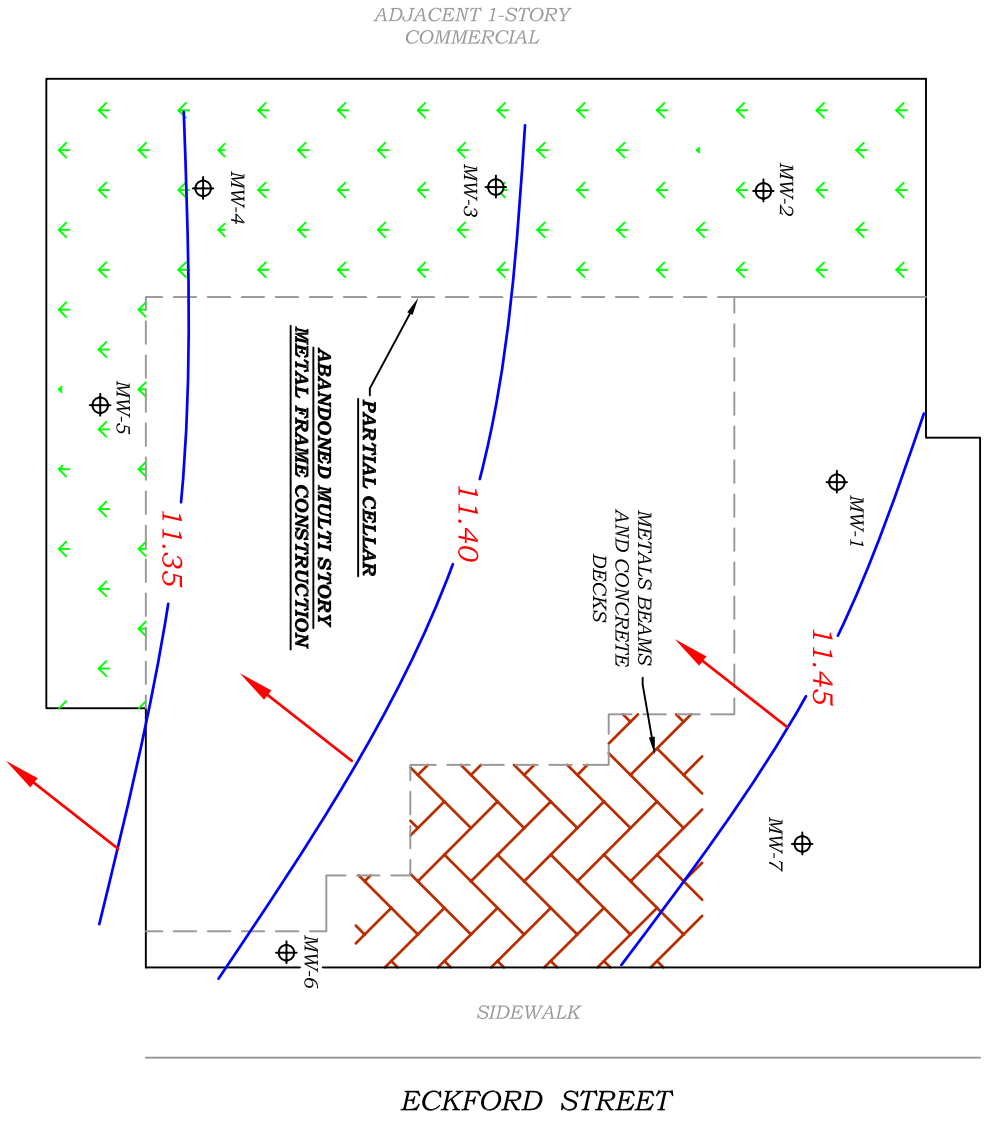 ADJACENT 1-STORY
COMMERCIAL
MW-4
MW-3
MW-2
MW-5
PARTIAL CELLAR
ABANDONED MULTI STORY
METAL FRAME CONSTRUCTION
11.35
11.40
METALS BEAMS
AND CONCRETE
DECKS
MW-1
11.45
MW-7
MW-6
SIDEWALK
ECKFORD STREET